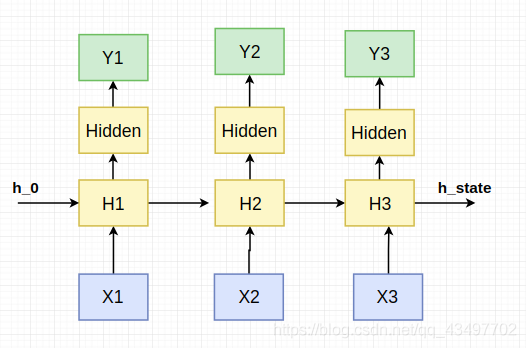 Y1 Y2 Y3
Hidden Hidden Hidden
h_0 H1 H2 H3 h_state
X1 X2 X3
https://blog.csdn.net/qq_43497702